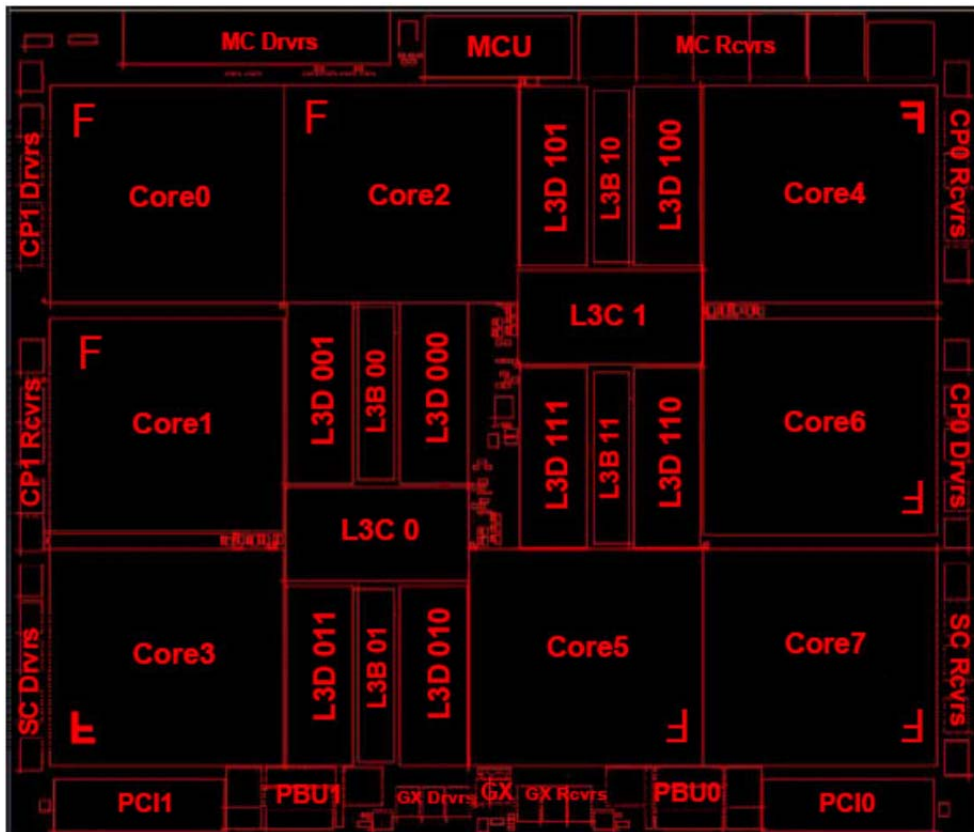 MC Drvrs
MCU
MC Rcvrs
F
F
F
Core0
Core2
L3D 101
L3B 10
L3D 100
Core4
CP1 Drvrs
CP0 Rcvrs
L3C 1
F
Core1
L3D 001
L3B 00
L3D 000
L3D 111
L3B 11
L3D 110
Core6
F
CP1 Rcvrs
CP0 Drvrs
L3C 0
Core3
F
L3D 011
L3B 01
L3D 010
Core5
F
Core7
F
SC Drvrs
SC Rcvrs
PCI1
PBU1
GX Drvrs
GX
GX Rcvrs
PBU0
PCI0